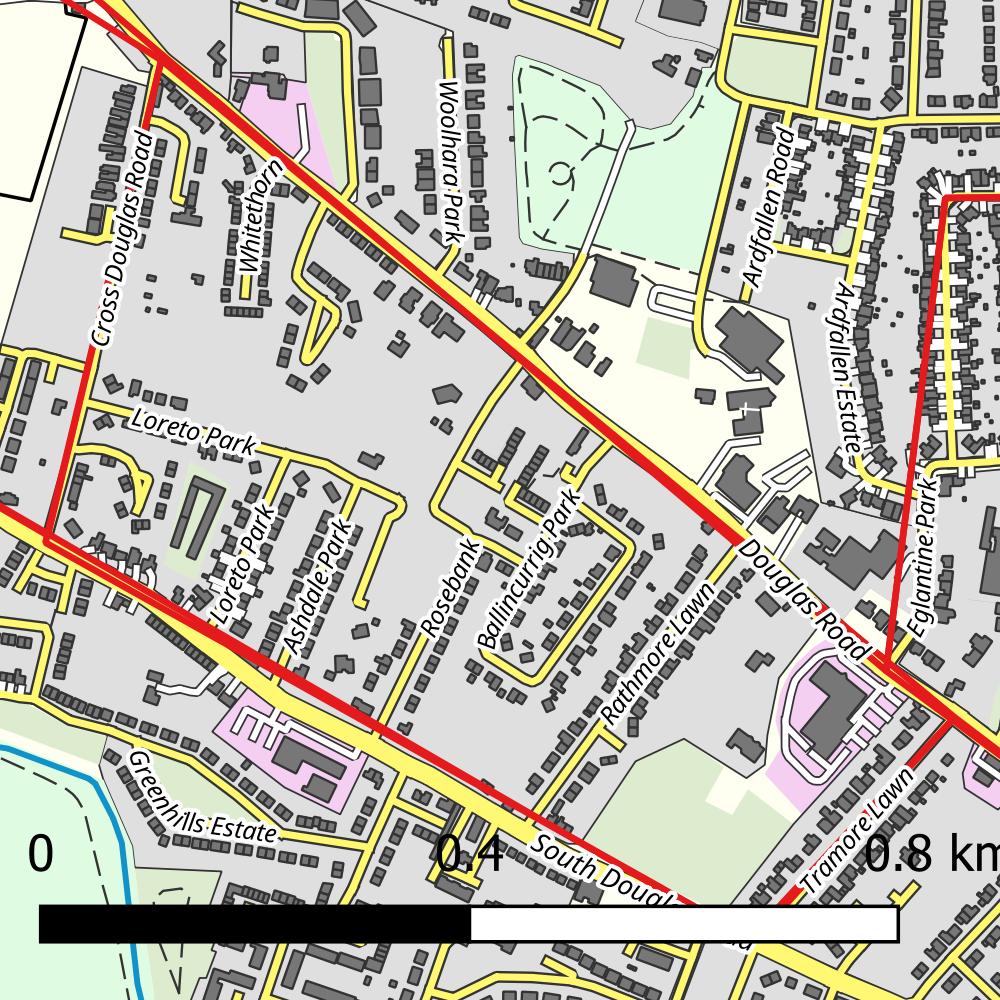 Woolhara Park
Ardfallen Road
Cross Douglas Road
Whitethorn
Ardfallen Estate
Loreto Park
Loreto Park
Ashdale Park
Rosebank
Ballincurrig Park
Eglantine Park
Douglas Road
Rathmore Lawn
Greenhills Estate
South Dougl
Tramore Lawn
0 0.4 0.8 km